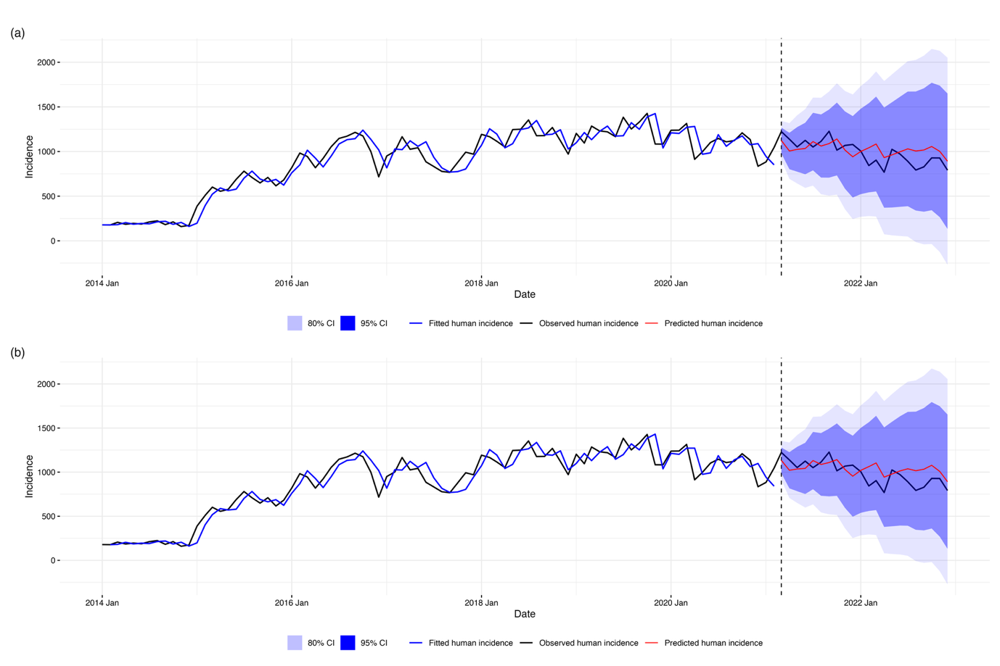 (a)
2000
1500
1000
500
0
Incidence
2014 Jan 2016 Jan 2018 Jan 2020 Jan 2022 Jan
Date
80% CI 95% CI Fitted human incidence Observed human incidence Predicted human incidence
(b)
2000
1500
1000
500
0
Incidence
2014 Jan 2016 Jan 2018 Jan 2020 Jan 2022 Jan
Date
80% CI 95% CI Fitted human incidence Observed human incidence Predicted human incidence